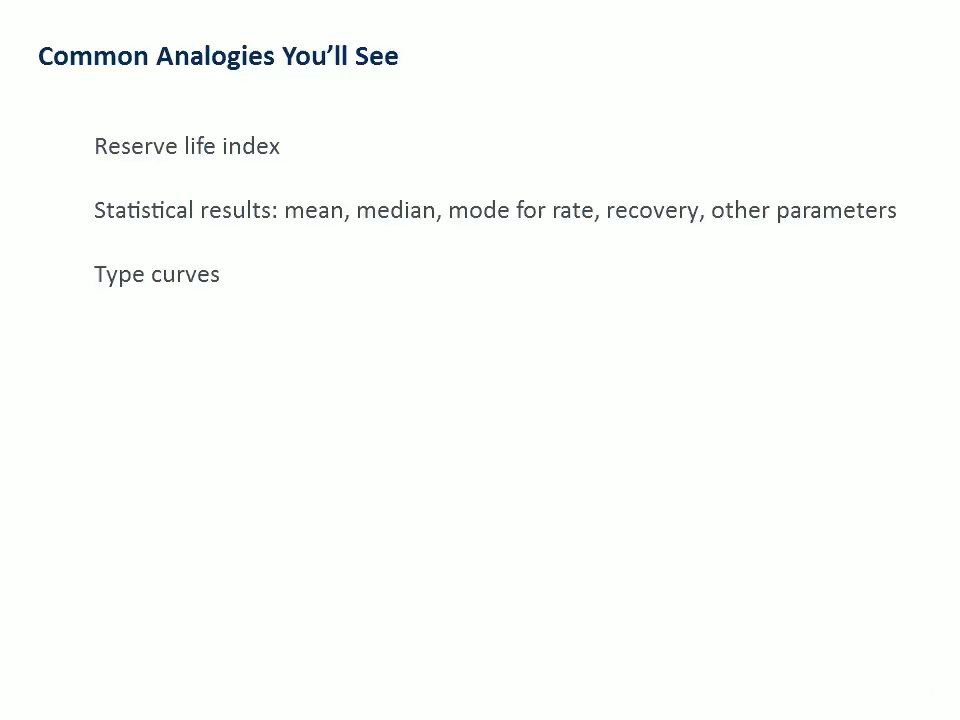 Common Analogies You’ll See
Reserve life index
Statistical results: mean, median, mode for rate, recovery, other parameters
Type curves